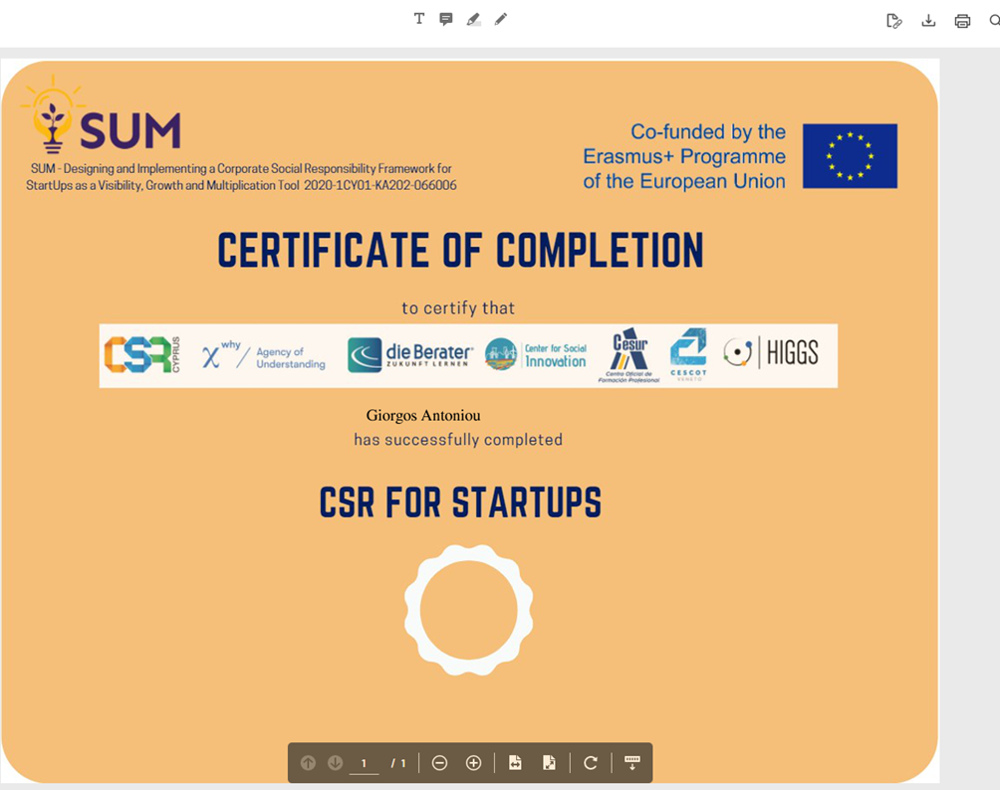 SUM
SUM - Designing and Implementing a Corporate Social Responsibility Framework for
StartUps as a Visibility, Growth and Multiplication Tool 2020-1CY01-KA202-066006
Co-funded by the
Erasmus+ Programme
of the European Union
CERTIFICATE OF COMPLETION
to certify that
CSR CYPRUS
χ why / Agency of
Understanding
die Berater®
ZUKUNFT LERNEN
Center for Social
Innovation
Cesur
Centro Oficial de
Formación Profesional
CESCOT
VENETO
HIGGS
Giorgos Antoniou
has successfully completed
CSR FOR STARTUPS
1 / 1